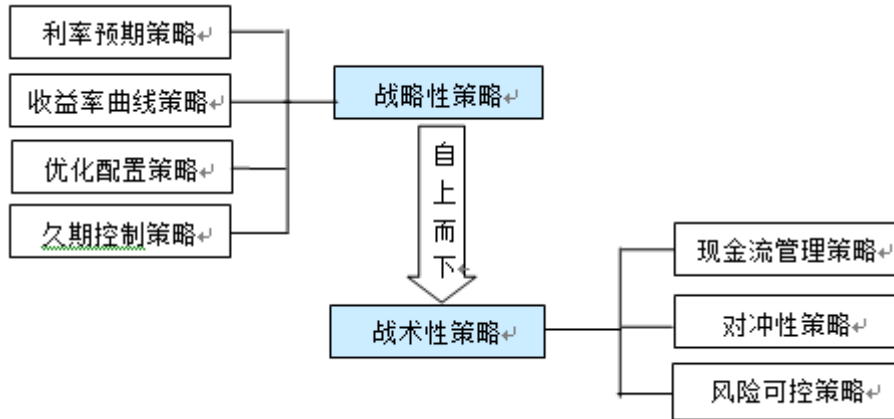 利率预期策略
收益率曲线策略
优化配置策略
久期控制策略
战略性策略
自上而下
战术性策略
现金流管理策略
对冲性策略
风险可控策略